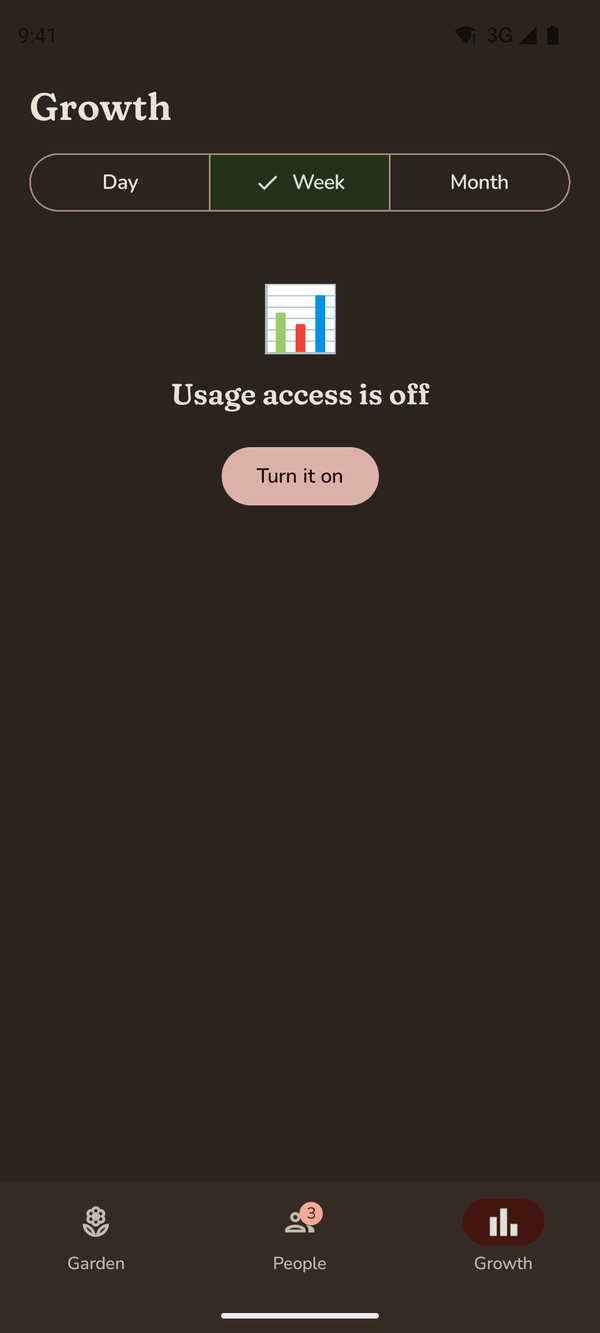 9:41
3G
Growth
Day
Week
Month
Usage access is off
Turn it on
3
Garden
People
Growth